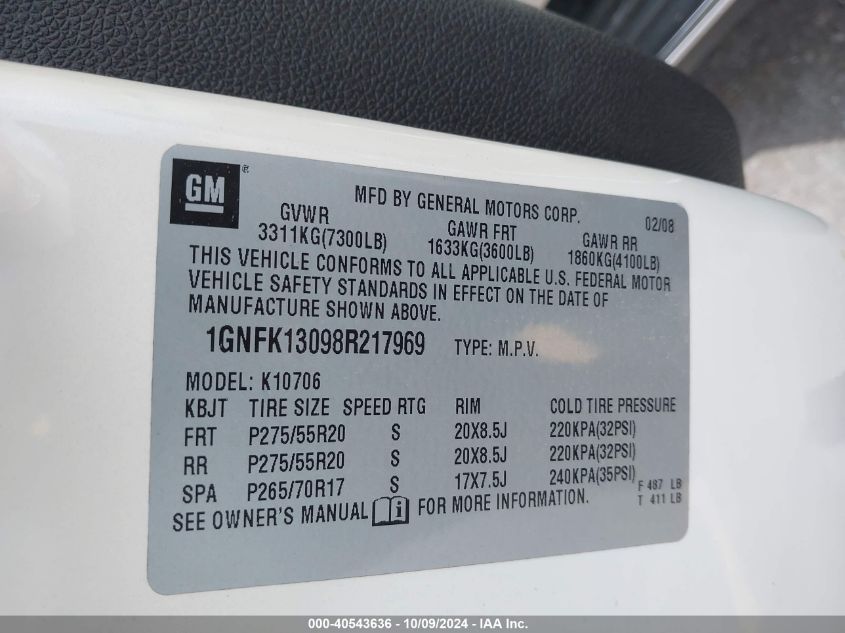 GM ®
MFD BY GENERAL MOTORS CORP. 02/08
GVWR GAWR FRT GAWR RR
3311KG(7300LB) 1633KG(3600LB) 1860KG(4100LB)
THIS VEHICLE CONFORMS TO ALL APPLICABLE U.S. FEDERAL MOTOR
VEHICLE SAFETY STANDARDS IN EFFECT ON THE DATE OF
MANUFACTURE SHOWN ABOVE.
1GNFK13098R217969 TYPE: M.P.V.
MODEL: K10706
KBJT TIRE SIZE SPEED RTG RIM COLD TIRE PRESSURE
FRT P275/55R20 S 20X8.5J 220KPA(32PSI)
RR P275/55R20 S 20X8.5J 220KPA(32PSI)
SPA P265/70R17 S 17X7.5J 240KPA(35PSI) F 487 LB
SEE OWNER'S MANUAL i FOR MORE INFORMATION. T 411 LB
000-40543636 - 10/09/2024 - IAA Inc.